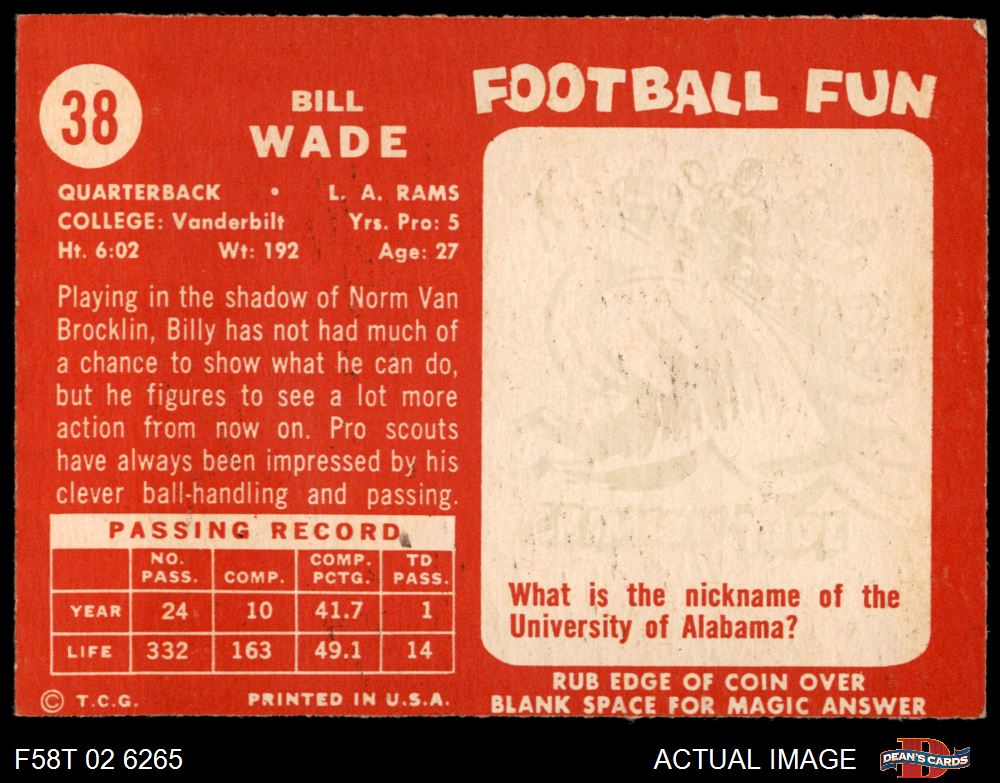 38
BILL
WADE
QUARTERBACK • L. A. RAMS
COLLEGE: Vanderbilt Yrs. Pro: 5
Ht. 6:02 Wt: 192 Age: 27
Playing in the shadow of Norm Van
Brocklin, Billy has not had much of
a chance to show what he can do,
but he figures to see a lot more
action from now on. Pro scouts
have always been impressed by his
clever ball-handling and passing.
PASSING RECORD
NO. PASS. COMP. COMP. PCTG. TD PASS.
YEAR 24 10 41.7 1
LIFE 332 163 49.1 14
© T.C.G. PRINTED IN U.S.A.
FOOTBALL FUN
What is the nickname of the
University of Alabama?
RUB EDGE OF COIN OVER
BLANK SPACE FOR MAGIC ANSWER
F58T 02 6265
ACTUAL IMAGE
DEAN'S CARDS